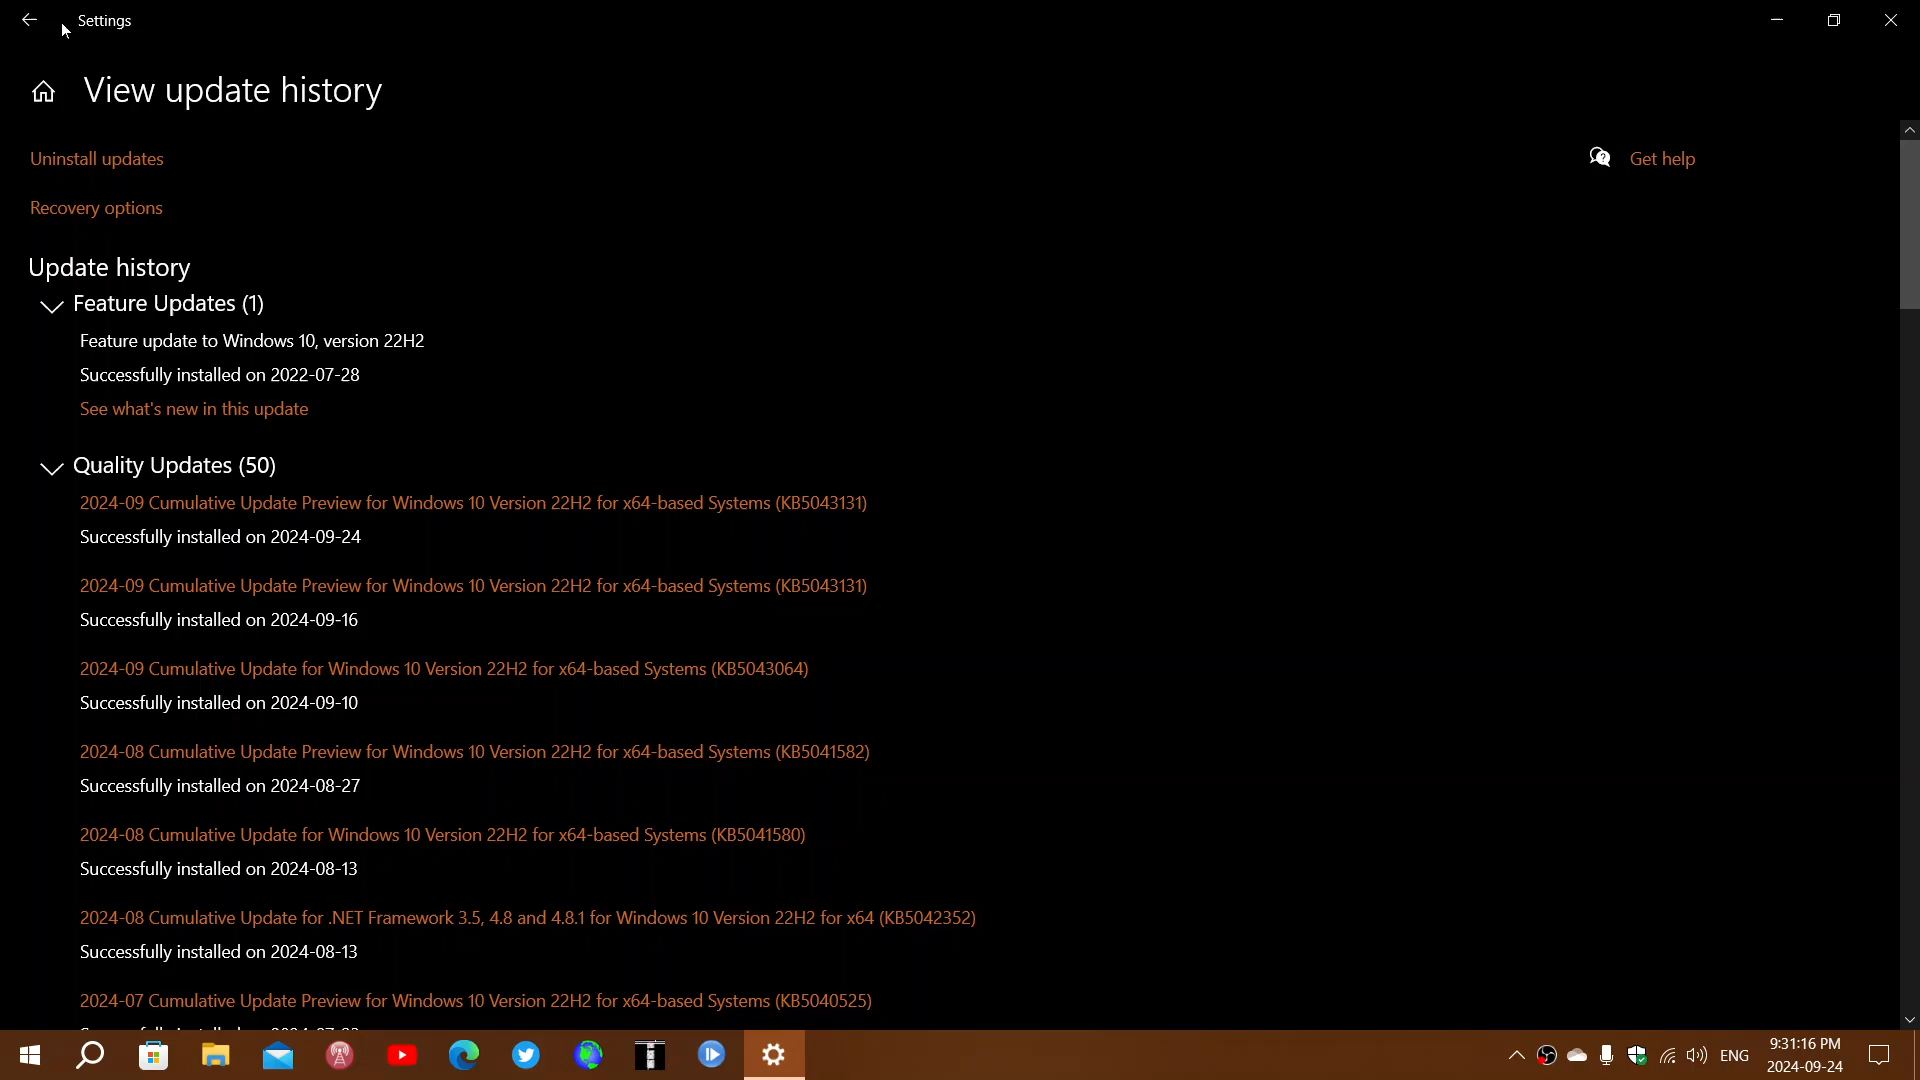 Settings
View update history
Uninstall updates
Get help
Recovery options
Update history
Feature Updates (1)
Feature update to Windows 10, version 22H2
Successfully installed on 2022-07-28
See what's new in this update
Quality Updates (50)
2024-09 Cumulative Update Preview for Windows 10 Version 22H2 for x64-based Systems (KB5043131)
Successfully installed on 2024-09-24
2024-09 Cumulative Update Preview for Windows 10 Version 22H2 for x64-based Systems (KB5043131)
Successfully installed on 2024-09-16
2024-09 Cumulative Update for Windows 10 Version 22H2 for x64-based Systems (KB5043064)
Successfully installed on 2024-09-10
2024-08 Cumulative Update Preview for Windows 10 Version 22H2 for x64-based Systems (KB5041582)
Successfully installed on 2024-08-27
2024-08 Cumulative Update for Windows 10 Version 22H2 for x64-based Systems (KB5041580)
Successfully installed on 2024-08-13
2024-08 Cumulative Update for .NET Framework 3.5, 4.8 and 4.8.1 for Windows 10 Version 22H2 for x64 (KB5042352)
Successfully installed on 2024-08-13
2024-07 Cumulative Update Preview for Windows 10 Version 22H2 for x64-based Systems (KB5040525)
ENG
9:31:16 PM
2024-09-24